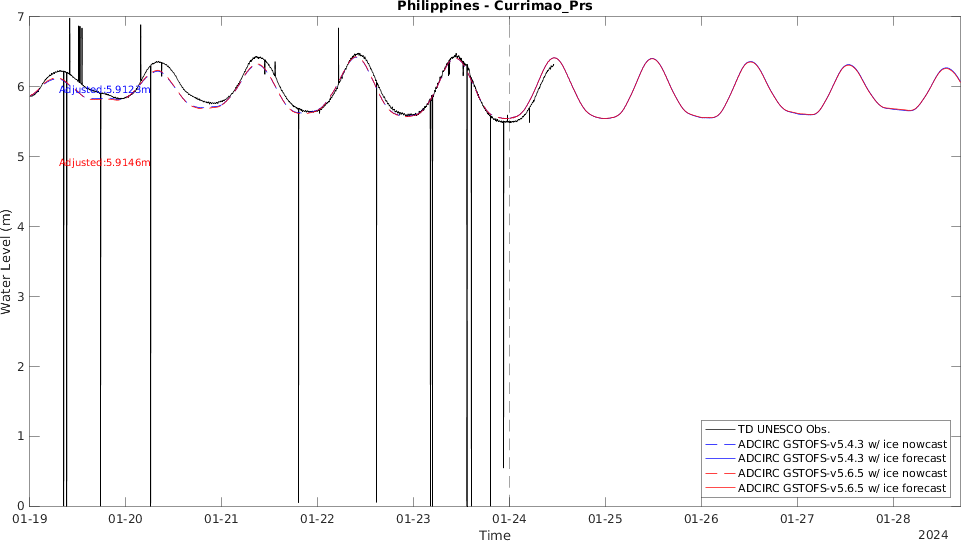 Philippines - Currimao_Prs
7
6
5
4
3
2
1
0
Water Level (m)
Adjusted:5.9123m
Adjusted:5.9146m
TD UNESCO Obs.
ADCIRC GSTOFS-v5.4.3 w/ ice nowcast
ADCIRC GSTOFS-v5.4.3 w/ ice forecast
ADCIRC GSTOFS-v5.6.5 w/ ice nowcast
ADCIRC GSTOFS-v5.6.5 w/ ice forecast
01-19 01-20 01-21 01-22 01-23 01-24 01-25 01-26 01-27 01-28
Time
2024